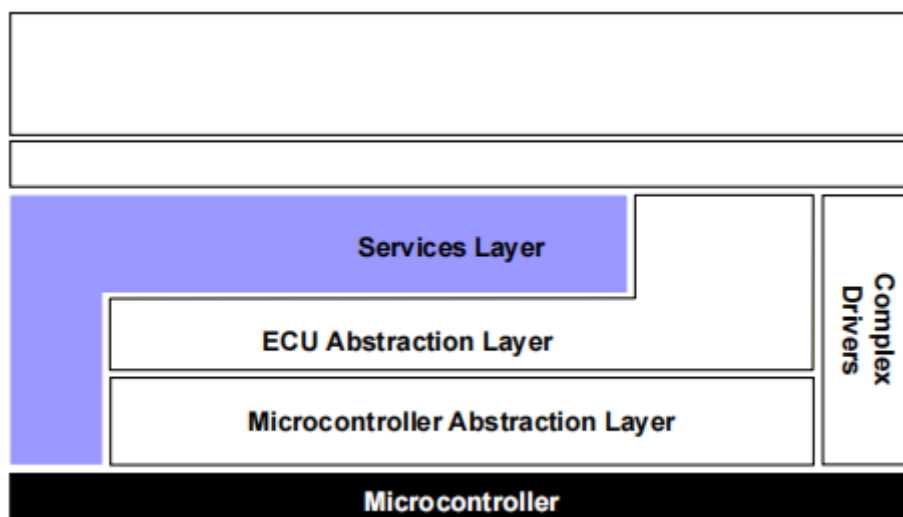 Services Layer
ECU Abstraction Layer
Complex
Drivers
Microcontroller Abstraction Layer
Microcontroller